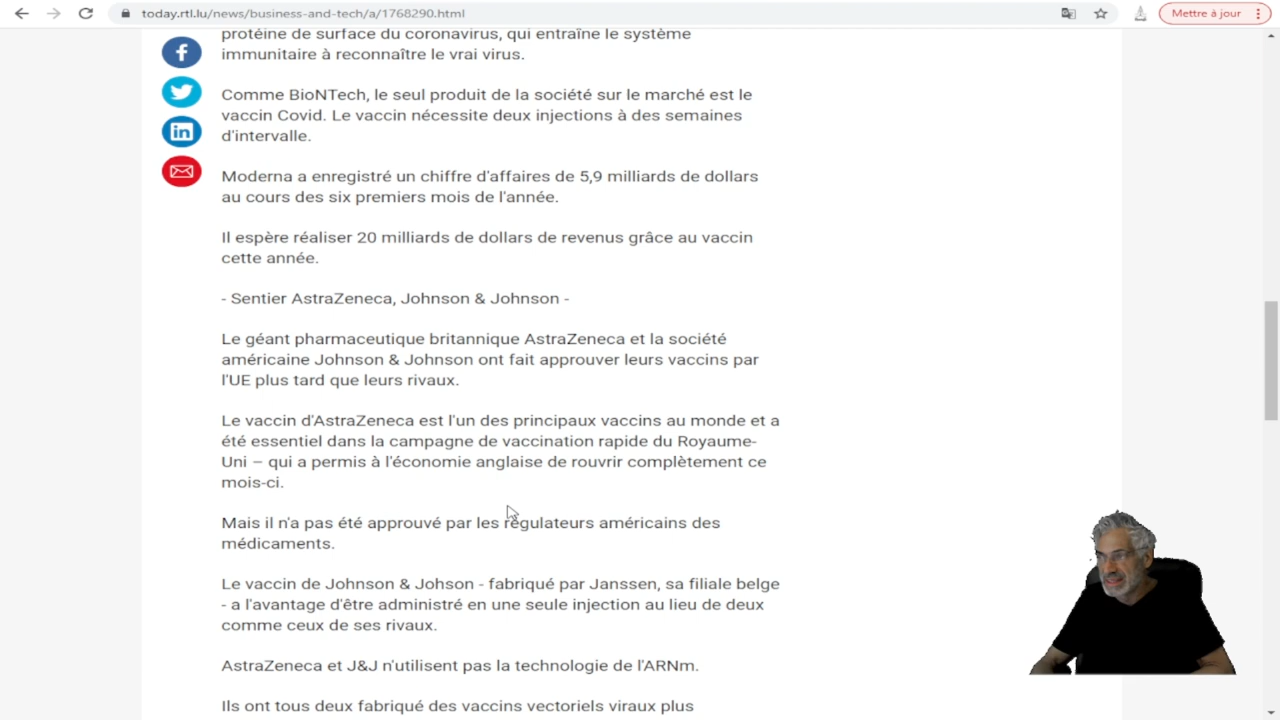 today.rtl.lu/news/business-and-tech/a/1768290.html
Mettre à jour
protéine de surface du coronavirus, qui entraîne le système
immunitaire à reconnaître le vrai virus.
Comme BioNTech, le seul produit de la société sur le marché est le
vaccin Covid. Le vaccin nécessite deux injections à des semaines
d'intervalle.
Moderna a enregistré un chiffre d'affaires de 5,9 milliards de dollars
au cours des six premiers mois de l'année.
Il espère réaliser 20 milliards de dollars de revenus grâce au vaccin
cette année.
- Sentier AstraZeneca, Johnson & Johnson -
Le géant pharmaceutique britannique AstraZeneca et la société
américaine Johnson & Johnson ont fait approuver leurs vaccins par
l'UE plus tard que leurs rivaux.
Le vaccin d'AstraZeneca est l'un des principaux vaccins au monde et a
été essentiel dans la campagne de vaccination rapide du Royaume-
Uni – qui a permis à l'économie anglaise de rouvrir complètement ce
mois-ci.
Mais il n'a pas été approuvé par les régulateurs américains des
médicaments.
Le vaccin de Johnson & Johson - fabriqué par Janssen, sa filiale belge
- a l'avantage d'être administré en une seule injection au lieu de deux
comme ceux de ses rivaux.
AstraZeneca et J&J n'utilisent pas la technologie de l'ARNm.
Ils ont tous deux fabriqué des vaccins vectoriels viraux plus